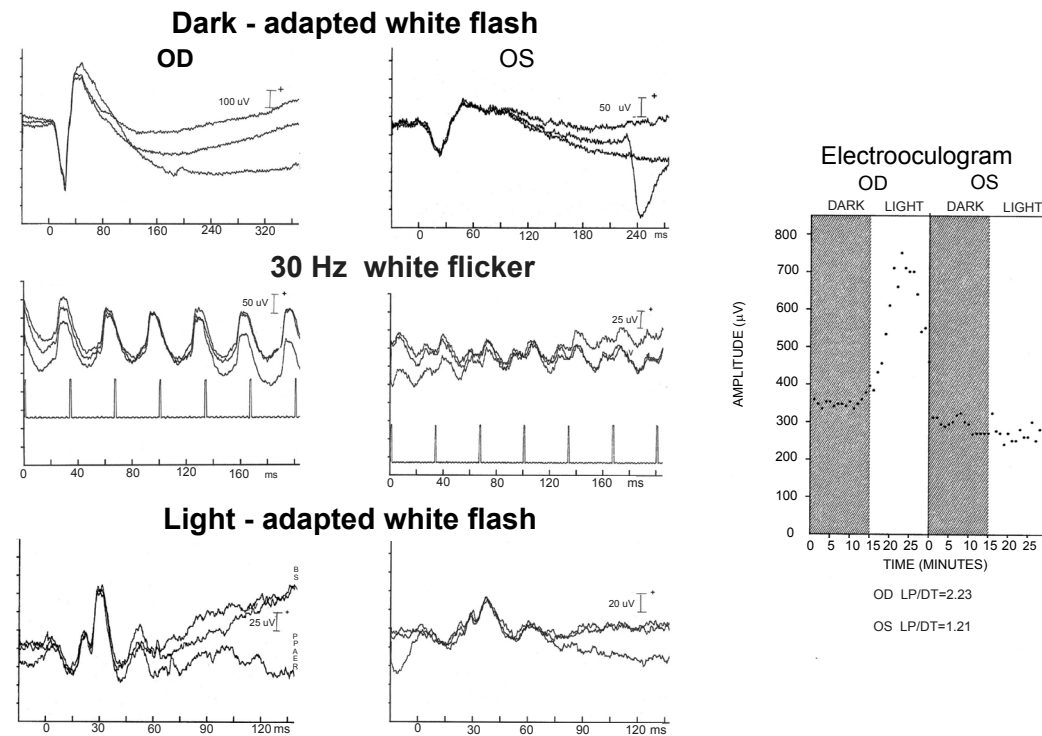 Dark - adapted white flash
OD
OS
100 uV
+
50 uV
+
0 80 160 240 320
0 60 120 180 240 ms
30 Hz white flicker
50 uV
+
25 uV
+
0 40 80 120 160 ms
0 40 80 120 160 ms
Light - adapted white flash
B
S
A
25 uV
+
P
P
A
E
R
20 uV
+
0 30 60 90 120 ms
0 30 60 90 120 ms
Electrooculogram
OD OS
DARK LIGHT DARK LIGHT
AMPLITUDE (µV)
800
700
600
500
400
300
200
100
0
0 5 10 15 20 25 0 5 10 15 20 25
TIME (MINUTES)
OD LP/DT=2.23
OS LP/DT=1.21